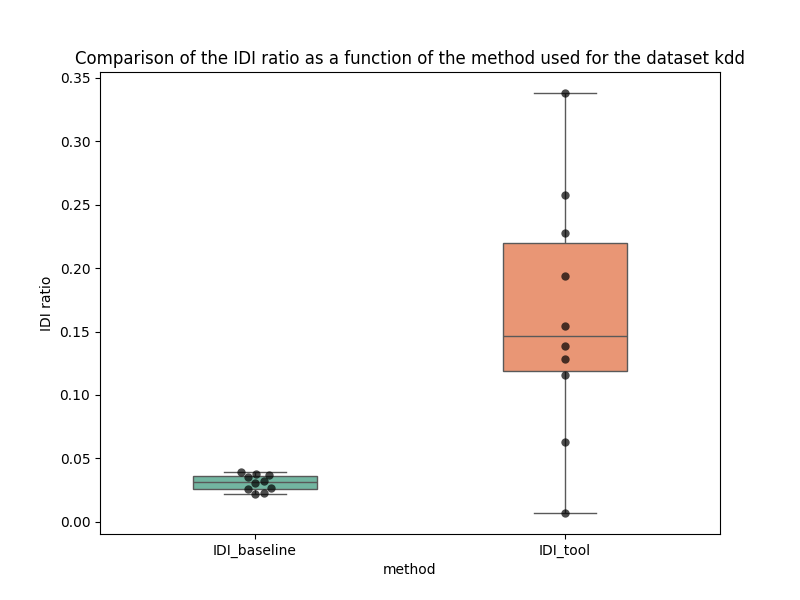 Comparison of the IDI ratio as a function of the method used for the dataset kdd
0.35
0.30
0.25
0.20
0.15
0.10
0.05
0.00
IDI ratio
IDI_baseline
IDI_tool
method